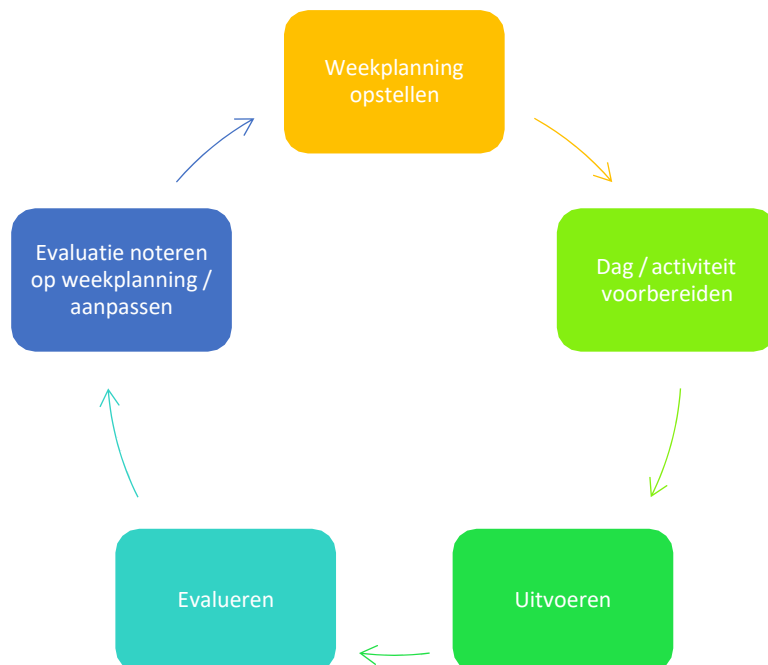 Weekplanning
opstellen
Dag / activiteit
voorbereiden
Uitvoeren
Evalueren
Evaluatie noteren
op weekplanning /
aanpassen